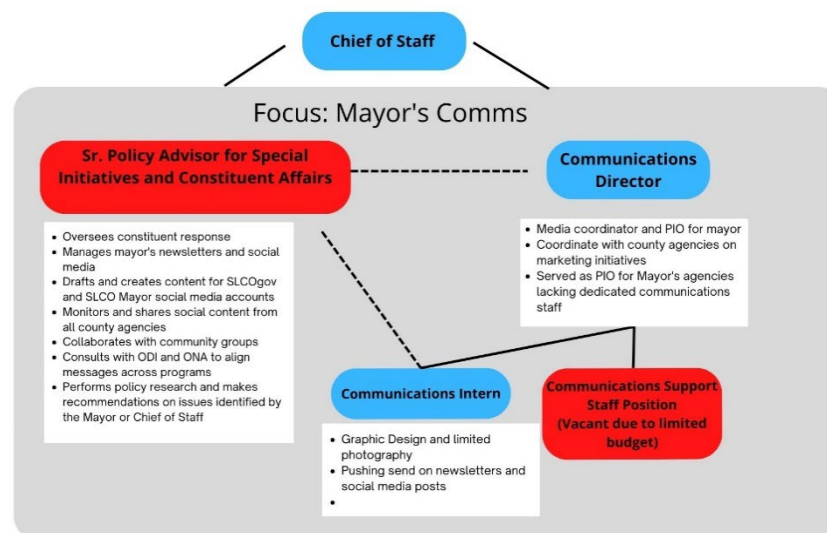 Chief of Staff
Focus: Mayor's Comms
Sr. Policy Advisor for Special
Initiatives and Constituent Affairs
• Oversees constituent response
• Manages mayor's newsletters and social
media
• Drafts and creates content for SLCOgov
and SLCO Mayor social media accounts
• Monitors and shares social content from
all county agencies
• Collaborates with community groups
• Consults with ODI and ONA to align
messages across programs
• Performs policy research and makes
recommendations on issues identified by
the Mayor or Chief of Staff
Communications
Director
• Media coordinator and PIO for mayor
• Coordinate with county agencies on
marketing initiatives
• Served as PIO for Mayor's agencies
lacking dedicated communications
staff
Communications Intern
• Graphic Design and limited
photography
• Pushing send on newsletters and
social media posts
•
Communications Support
Staff Position
(Vacant due to limited
budget)